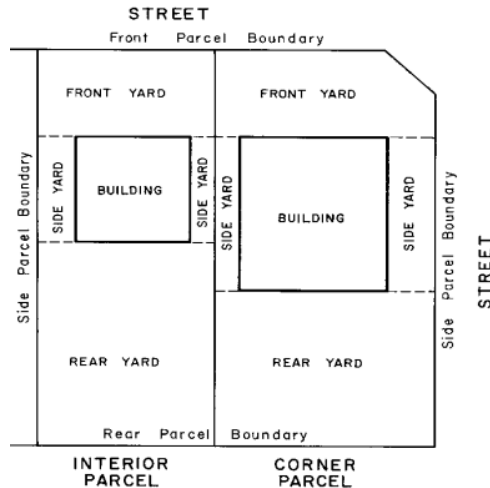 STREET
Front Parcel Boundary
FRONT YARD
FRONT YARD
Side Parcel Boundary
SIDE YARD
BUILDING
SIDE YARD
SIDE YARD
BUILDING
SIDE YARD
Side Parcel Boundary
STREET
REAR YARD
REAR YARD
Rear Parcel Boundary
INTERIOR
PARCEL
CORNER
PARCEL